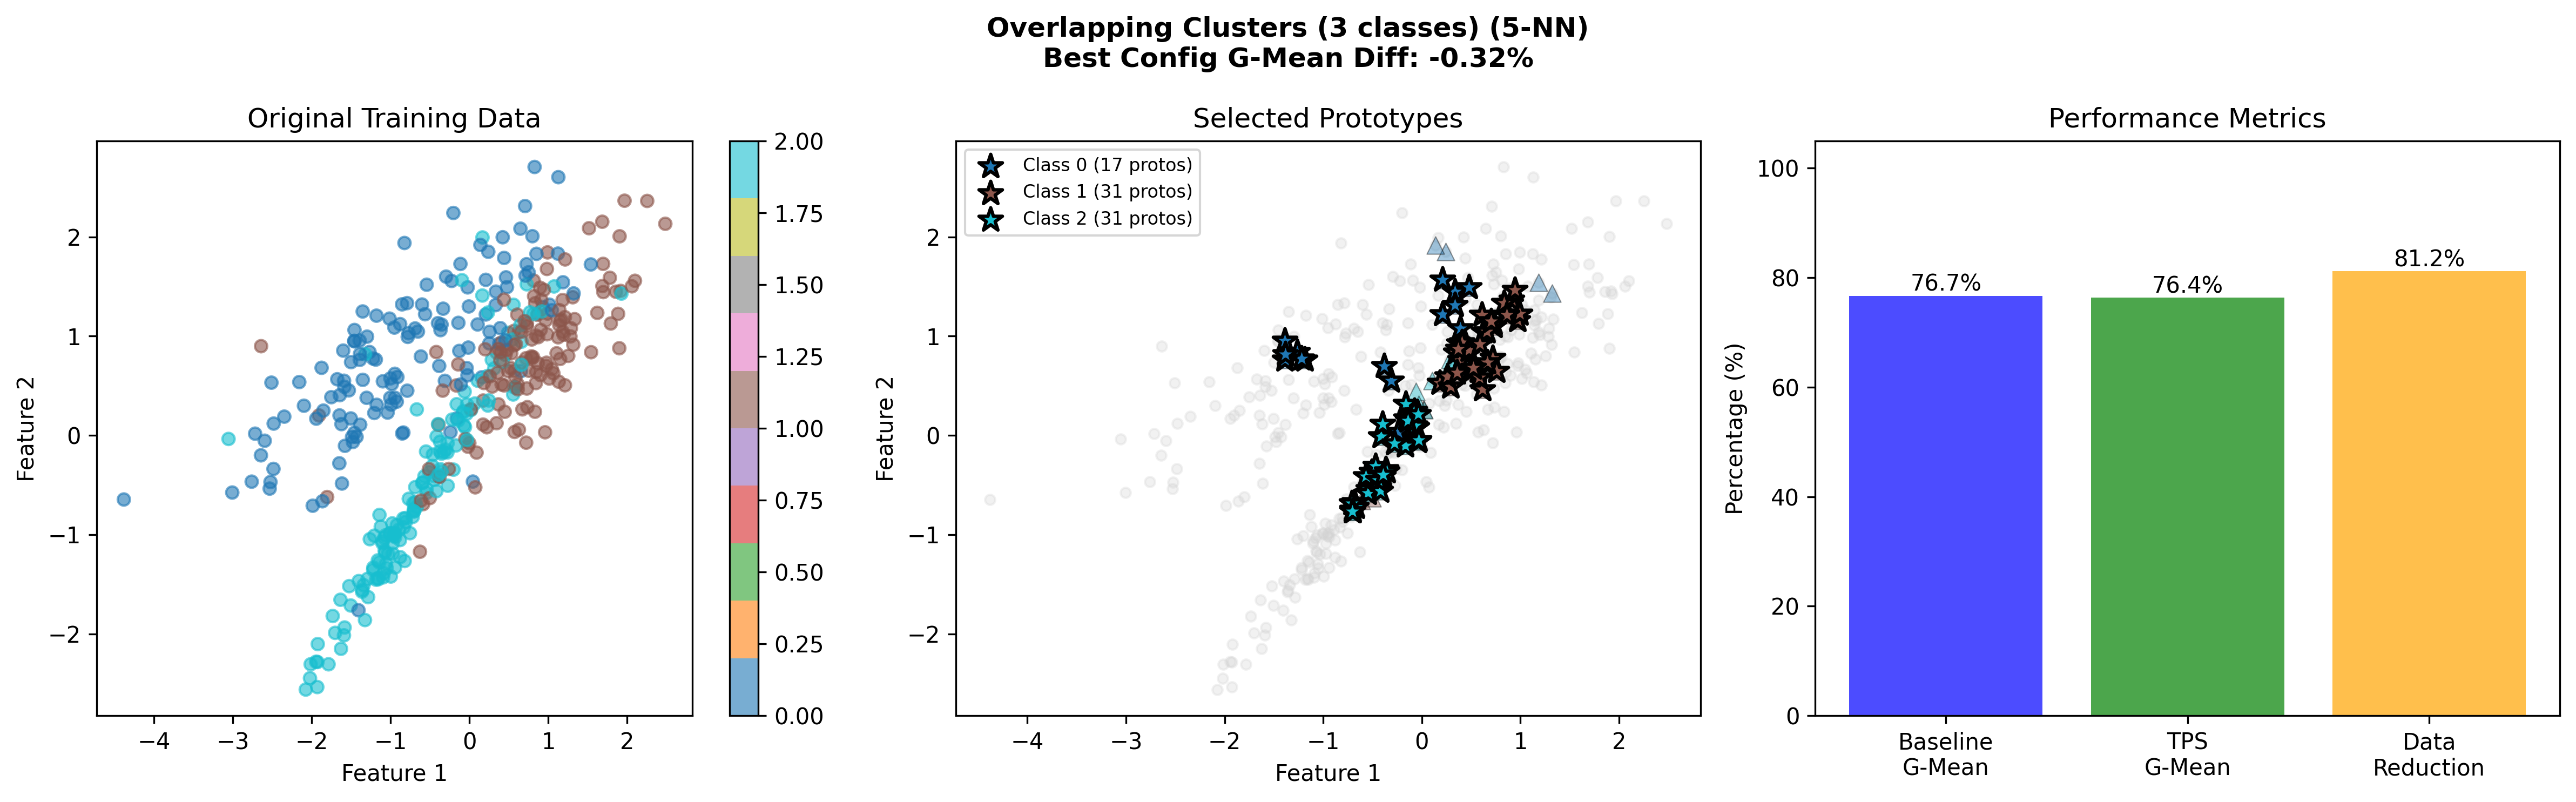 Overlapping Clusters (3 classes) (5-NN)
Best Config G-Mean Diff: -0.32%
Original Training Data
Feature 2
2
1
0
−1
−2
−4
−3
−2
−1
0
1
2
Feature 1
2.00
1.75
1.50
1.25
1.00
0.75
0.50
0.25
0.00
Selected Prototypes
Class 0 (17 protos)
Class 1 (31 protos)
Class 2 (31 protos)
Feature 2
2
1
0
−1
−2
−4
−3
−2
−1
0
1
2
Feature 1
Performance Metrics
Percentage (%)
100
80
60
40
20
0
76.7%
76.4%
81.2%
Baseline
G-Mean
TPS
G-Mean
Data
Reduction